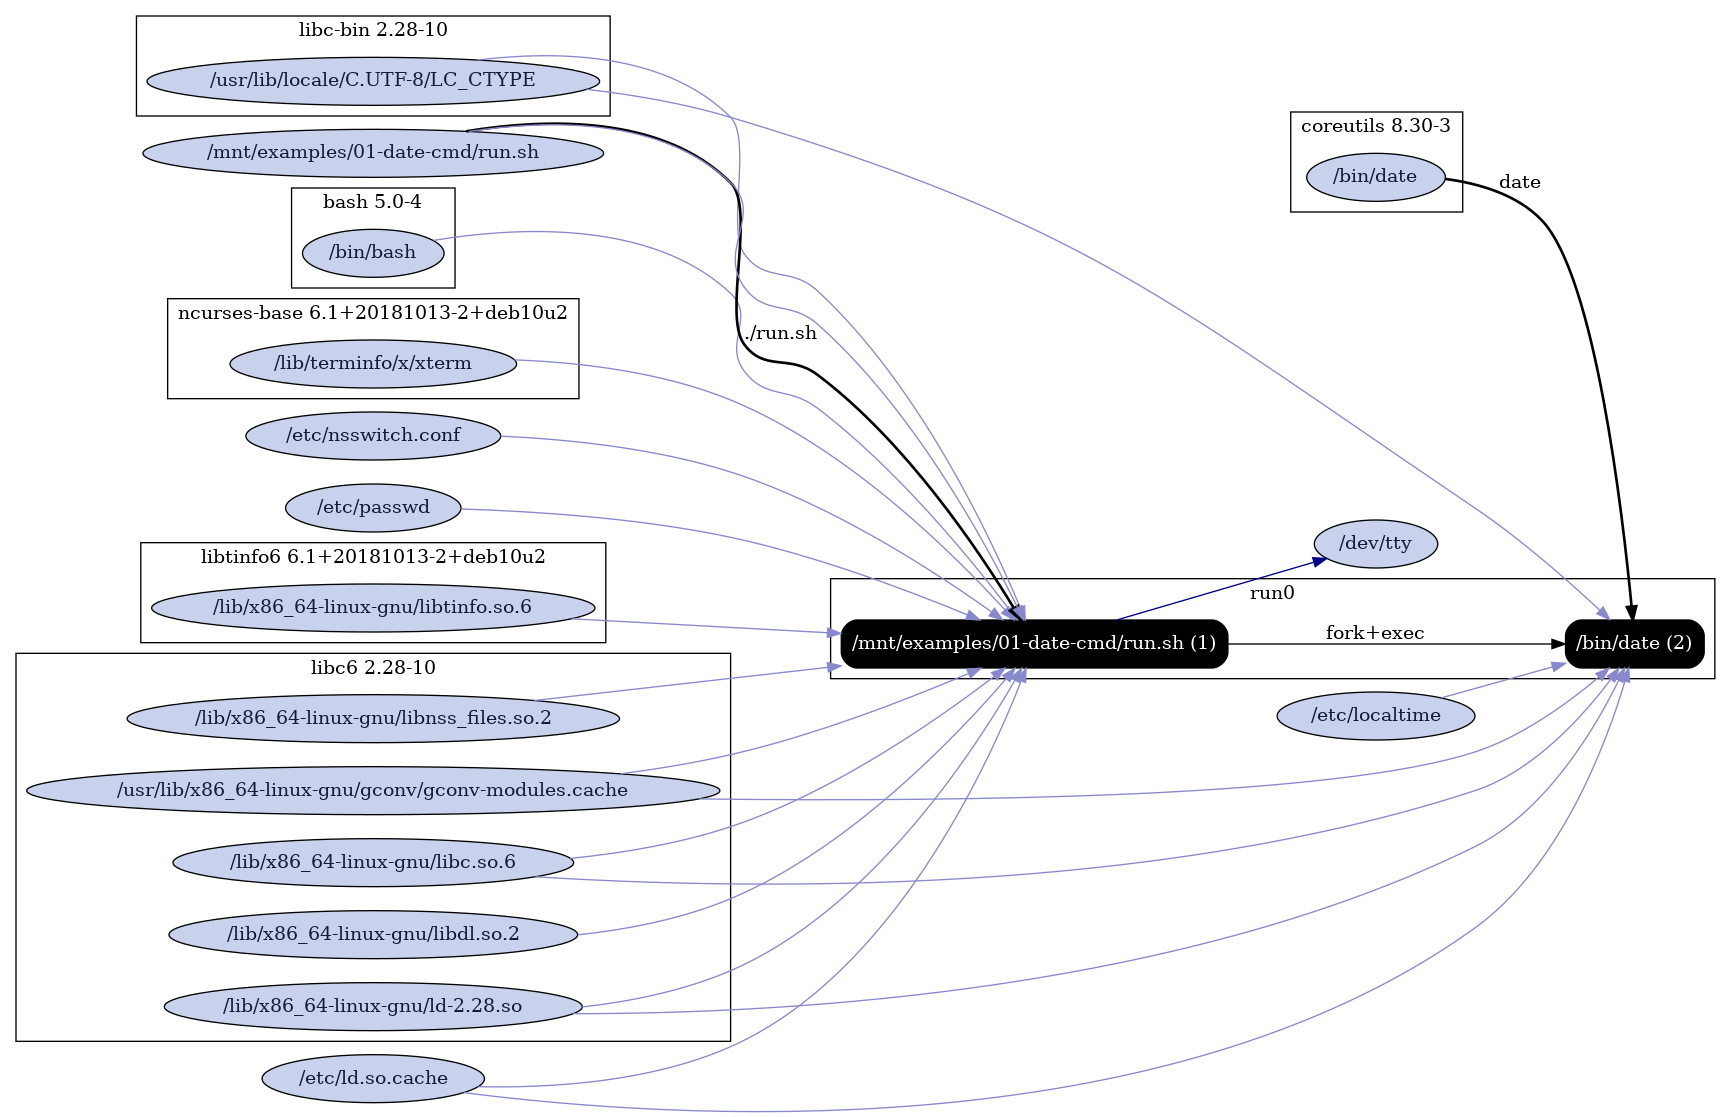 libc-bin 2.28-10
/usr/lib/locale/C.UTF-8/LC_CTYPE
/mnt/examples/01-date-cmd/run.sh
bash 5.0-4
/bin/bash
ncurses-base 6.1+20181013-2+deb10u2
/lib/terminfo/x/xterm
/etc/nsswitch.conf
/etc/passwd
libtinfo6 6.1+20181013-2+deb10u2
/lib/x86_64-linux-gnu/libtinfo.so.6
libc6 2.28-10
/lib/x86_64-linux-gnu/libnss_files.so.2
/usr/lib/x86_64-linux-gnu/gconv/gconv-modules.cache
/lib/x86_64-linux-gnu/libc.so.6
/lib/x86_64-linux-gnu/libdl.so.2
/lib/x86_64-linux-gnu/ld-2.28.so
/etc/ld.so.cache
./run.sh
/mnt/examples/01-date-cmd/run.sh (1)
coreutils 8.30-3
/bin/date
date
/dev/tty
run0
fork+exec
/bin/date (2)
/etc/localtime